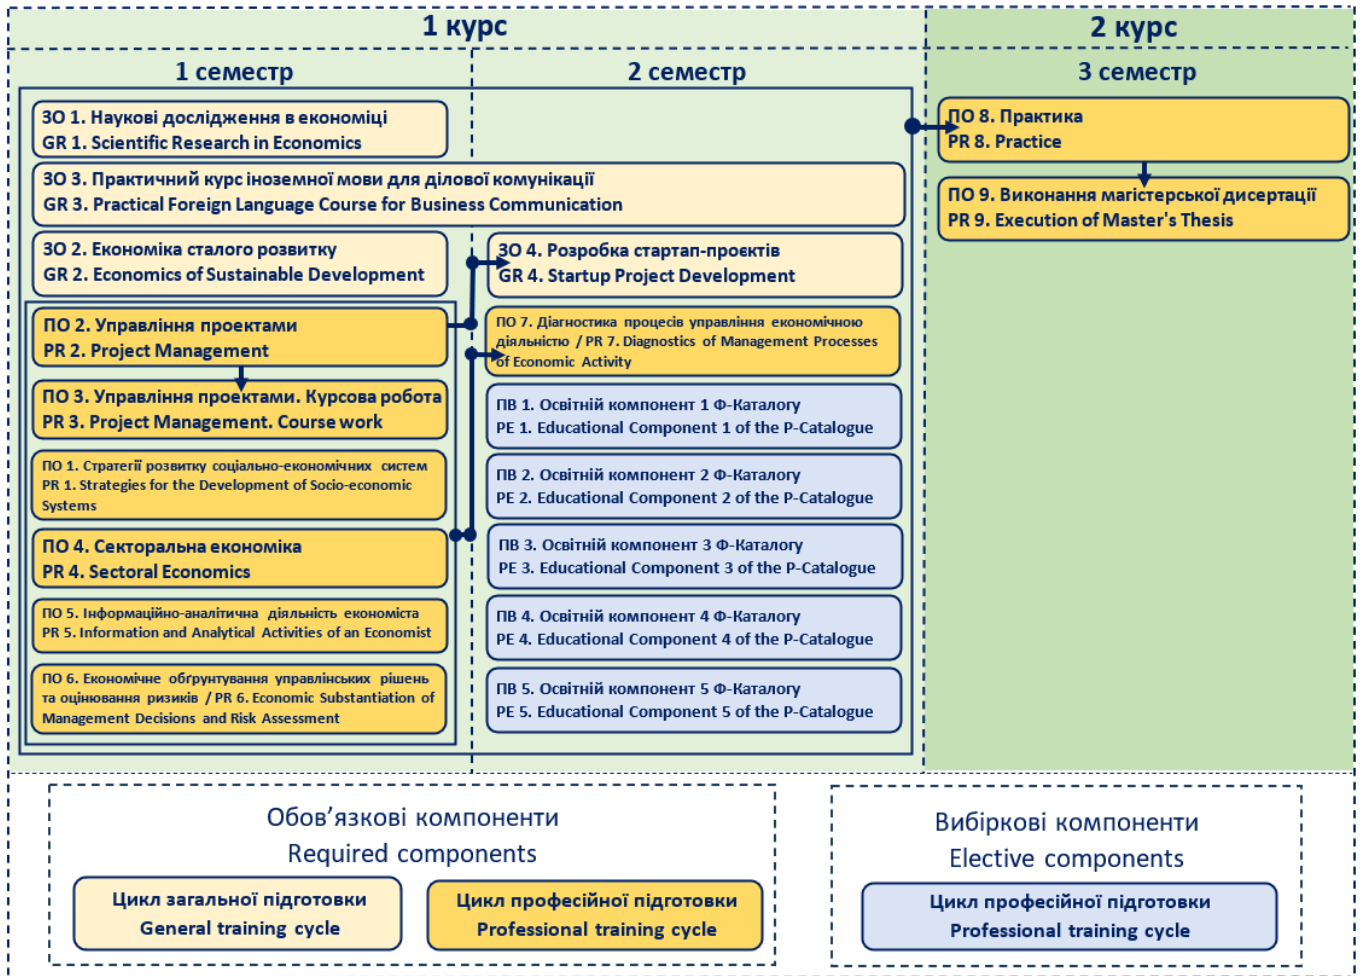 1 курс
2 курс
1 семестр
2 семестр
3 семестр
ЗО 1. Наукові дослідження в економіці
GR 1. Scientific Research in Economics
ЗО 3. Практичний курс іноземної мови для ділової комунікації
GR 3. Practical Foreign Language Course for Business Communication
ЗО 2. Економіка сталого розвитку
GR 2. Economics of Sustainable Development
ПО 2. Управління проектами
PR 2. Project Management
ПО 3. Управління проектами. Курсова робота
PR 3. Project Management. Course work
ПО 1. Стратегії розвитку соціально-економічних систем
PR 1. Strategies for the Development of Socio-economic
Systems
ПО 4. Секторальна економіка
PR 4. Sectoral Economics
ПО 5. Інформаційно-аналітична діяльність економіста
PR 5. Information and Analytical Activities of an Economist
ПО 6. Економічне обґрунтування управлінських рішень
та оцінювання ризиків / PR 6. Economic Substantiation of
Management Decisions and Risk Assessment
ЗО 4. Розробка стартап-проєктів
GR 4. Startup Project Development
ПО 7. Діагностика процесів управління економічною
діяльністю / PR 7. Diagnostics of Management Processes
of Economic Activity
ПВ 1. Освітній компонент 1 Ф-Каталогу
PE 1. Educational Component 1 of the P-Catalogue
ПВ 2. Освітній компонент 2 Ф-Каталогу
PE 2. Educational Component 2 of the P-Catalogue
ПВ 3. Освітній компонент 3 Ф-Каталогу
PE 3. Educational Component 3 of the P-Catalogue
ПВ 4. Освітній компонент 4 Ф-Каталогу
PE 4. Educational Component 4 of the P-Catalogue
ПВ 5. Освітній компонент 5 Ф-Каталогу
PE 5. Educational Component 5 of the P-Catalogue
ПО 8. Практика
PR 8. Practice
ПО 9. Виконання магістерської дисертації
PR 9. Execution of Master's Thesis
Обов’язкові компоненти
Required components
Цикл загальної підготовки
General training cycle
Цикл професійної підготовки
Professional training cycle
Вибіркові компоненти
Elective components
Цикл професійної підготовки
Professional training cycle